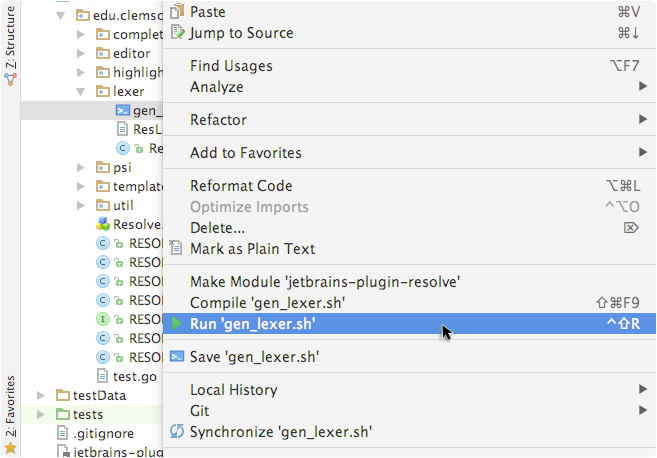 Z: Structure
2: Favorites
edu.clemso
complet
editor
highligh
lexer
gen_
ResLe
Re
psi
template
util
Resolve.
RESO
RESO
RESO
RESO
RESO
RESO
RESO
test.go
testData
tests
.gitignore
jetbrains-plug
Paste ⌘V
Jump to Source ⌘↓
Find Usages ⌥F7
Analyze
Refactor
Add to Favorites
Reformat Code ⌥⌘L
Optimize Imports ^⌥O
Delete... ⌦
Mark as Plain Text
Make Module 'jetbrains-plugin-resolve'
Compile 'gen_lexer.sh' ⇧⌘F9
Run 'gen_lexer.sh' ^⇧R
Save 'gen_lexer.sh'
Local History
Git
Synchronize 'gen_lexer.sh'